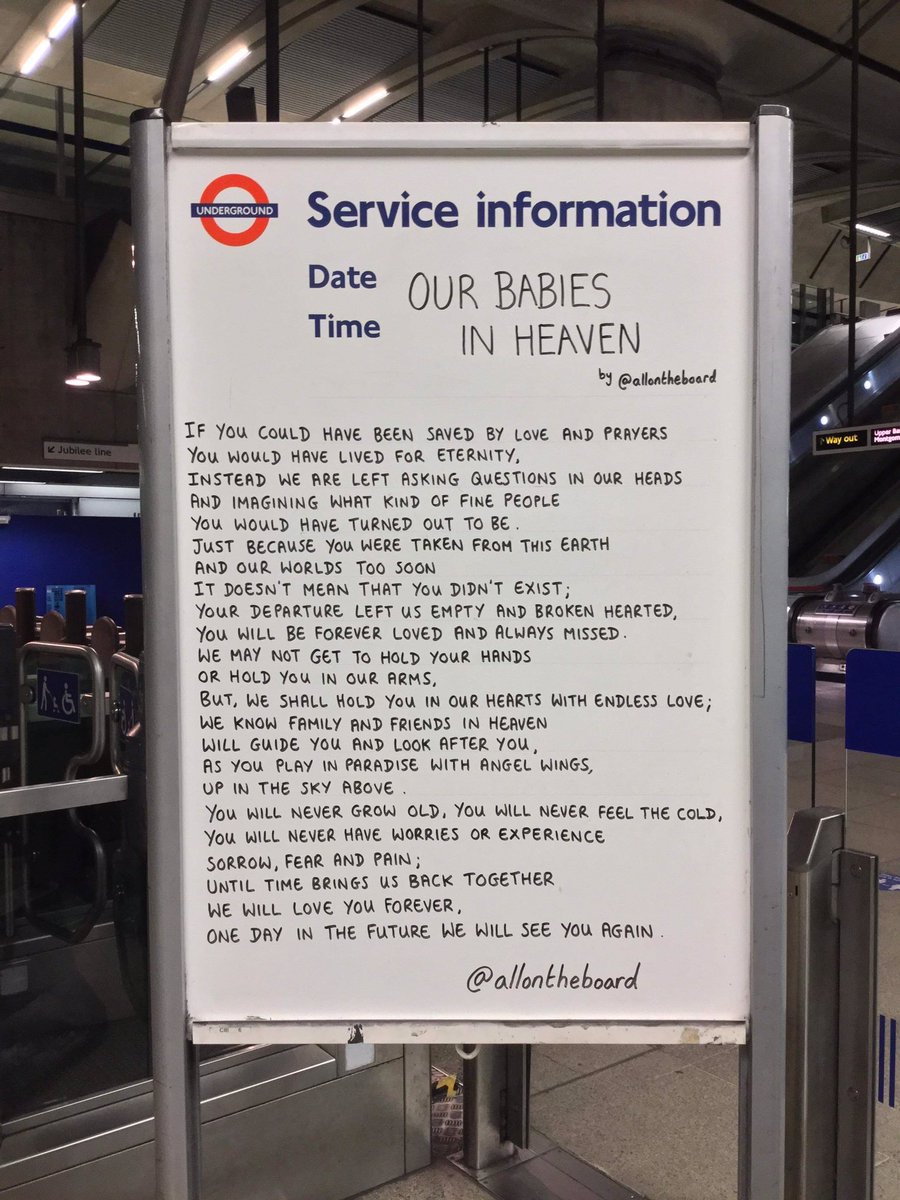 UNDERGROUND
Service information
Date
Time
OUR BABIES
IN HEAVEN
by @allontheboard
IF YOU COULD HAVE BEEN SAVED BY LOVE AND PRAYERS
YOU WOULD HAVE LIVED FOR ETERNITY,
INSTEAD WE ARE LEFT ASKING QUESTIONS IN OUR HEADS
AND IMAGINING WHAT KIND OF FINE PEOPLE
YOU WOULD HAVE TURNED OUT TO BE.
JUST BECAUSE YOU WERE TAKEN FROM THIS EARTH
AND OUR WORLDS TOO SOON
IT DOESN'T MEAN THAT YOU DIDN'T EXIST;
YOUR DEPARTURE LEFT US EMPTY AND BROKEN HEARTED,
YOU WILL BE FOREVER LOVED AND ALWAYS MISSED.
WE MAY NOT GET TO HOLD YOUR HANDS
OR HOLD YOU IN OUR ARMS,
BUT, WE SHALL HOLD YOU IN OUR HEARTS WITH ENDLESS LOVE;
WE KNOW FAMILY AND FRIENDS IN HEAVEN
WILL GUIDE YOU AND LOOK AFTER YOU,
AS YOU PLAY IN PARADISE WITH ANGEL WINGS,
UP IN THE SKY ABOVE.
YOU WILL NEVER GROW OLD, YOU WILL NEVER FEEL THE COLD,
YOU WILL NEVER HAVE WORRIES OR EXPERIENCE
SORROW, FEAR AND PAIN;
UNTIL TIME BRINGS US BACK TOGETHER
WE WILL LOVE YOU FOREVER,
ONE DAY IN THE FUTURE WE WILL SEE YOU AGAIN.
@allontheboard
↙ Jubilee line
Way out
Upper